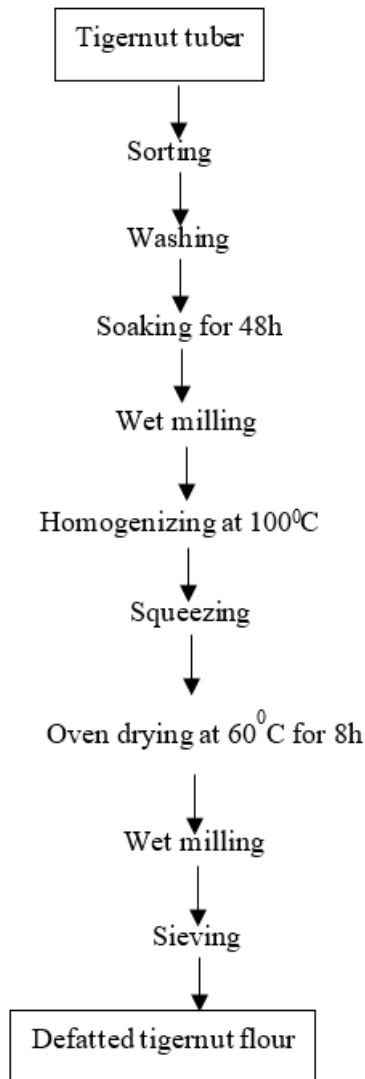 Tigernut tuber
Sorting
Washing
Soaking for 48h
Wet milling
Homogenizing at 100⁰C
Squeezing
Oven drying at 60⁰C for 8h
Wet milling
Sieving
Defatted tigernut flour